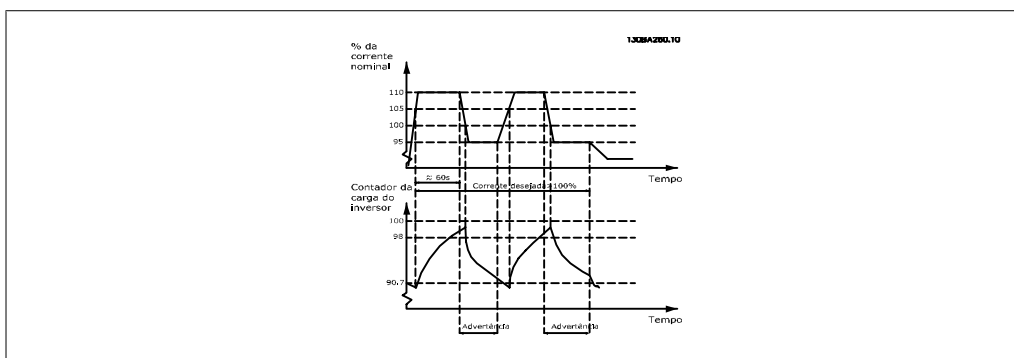 130BA260.10
% da
corrente
nominal
110
105
100
95
Tempo
≈ 60s
Corrente desejada>100%
Contador da
carga do
inversor
100
98
90.7
Tempo
Advertência
Advertência